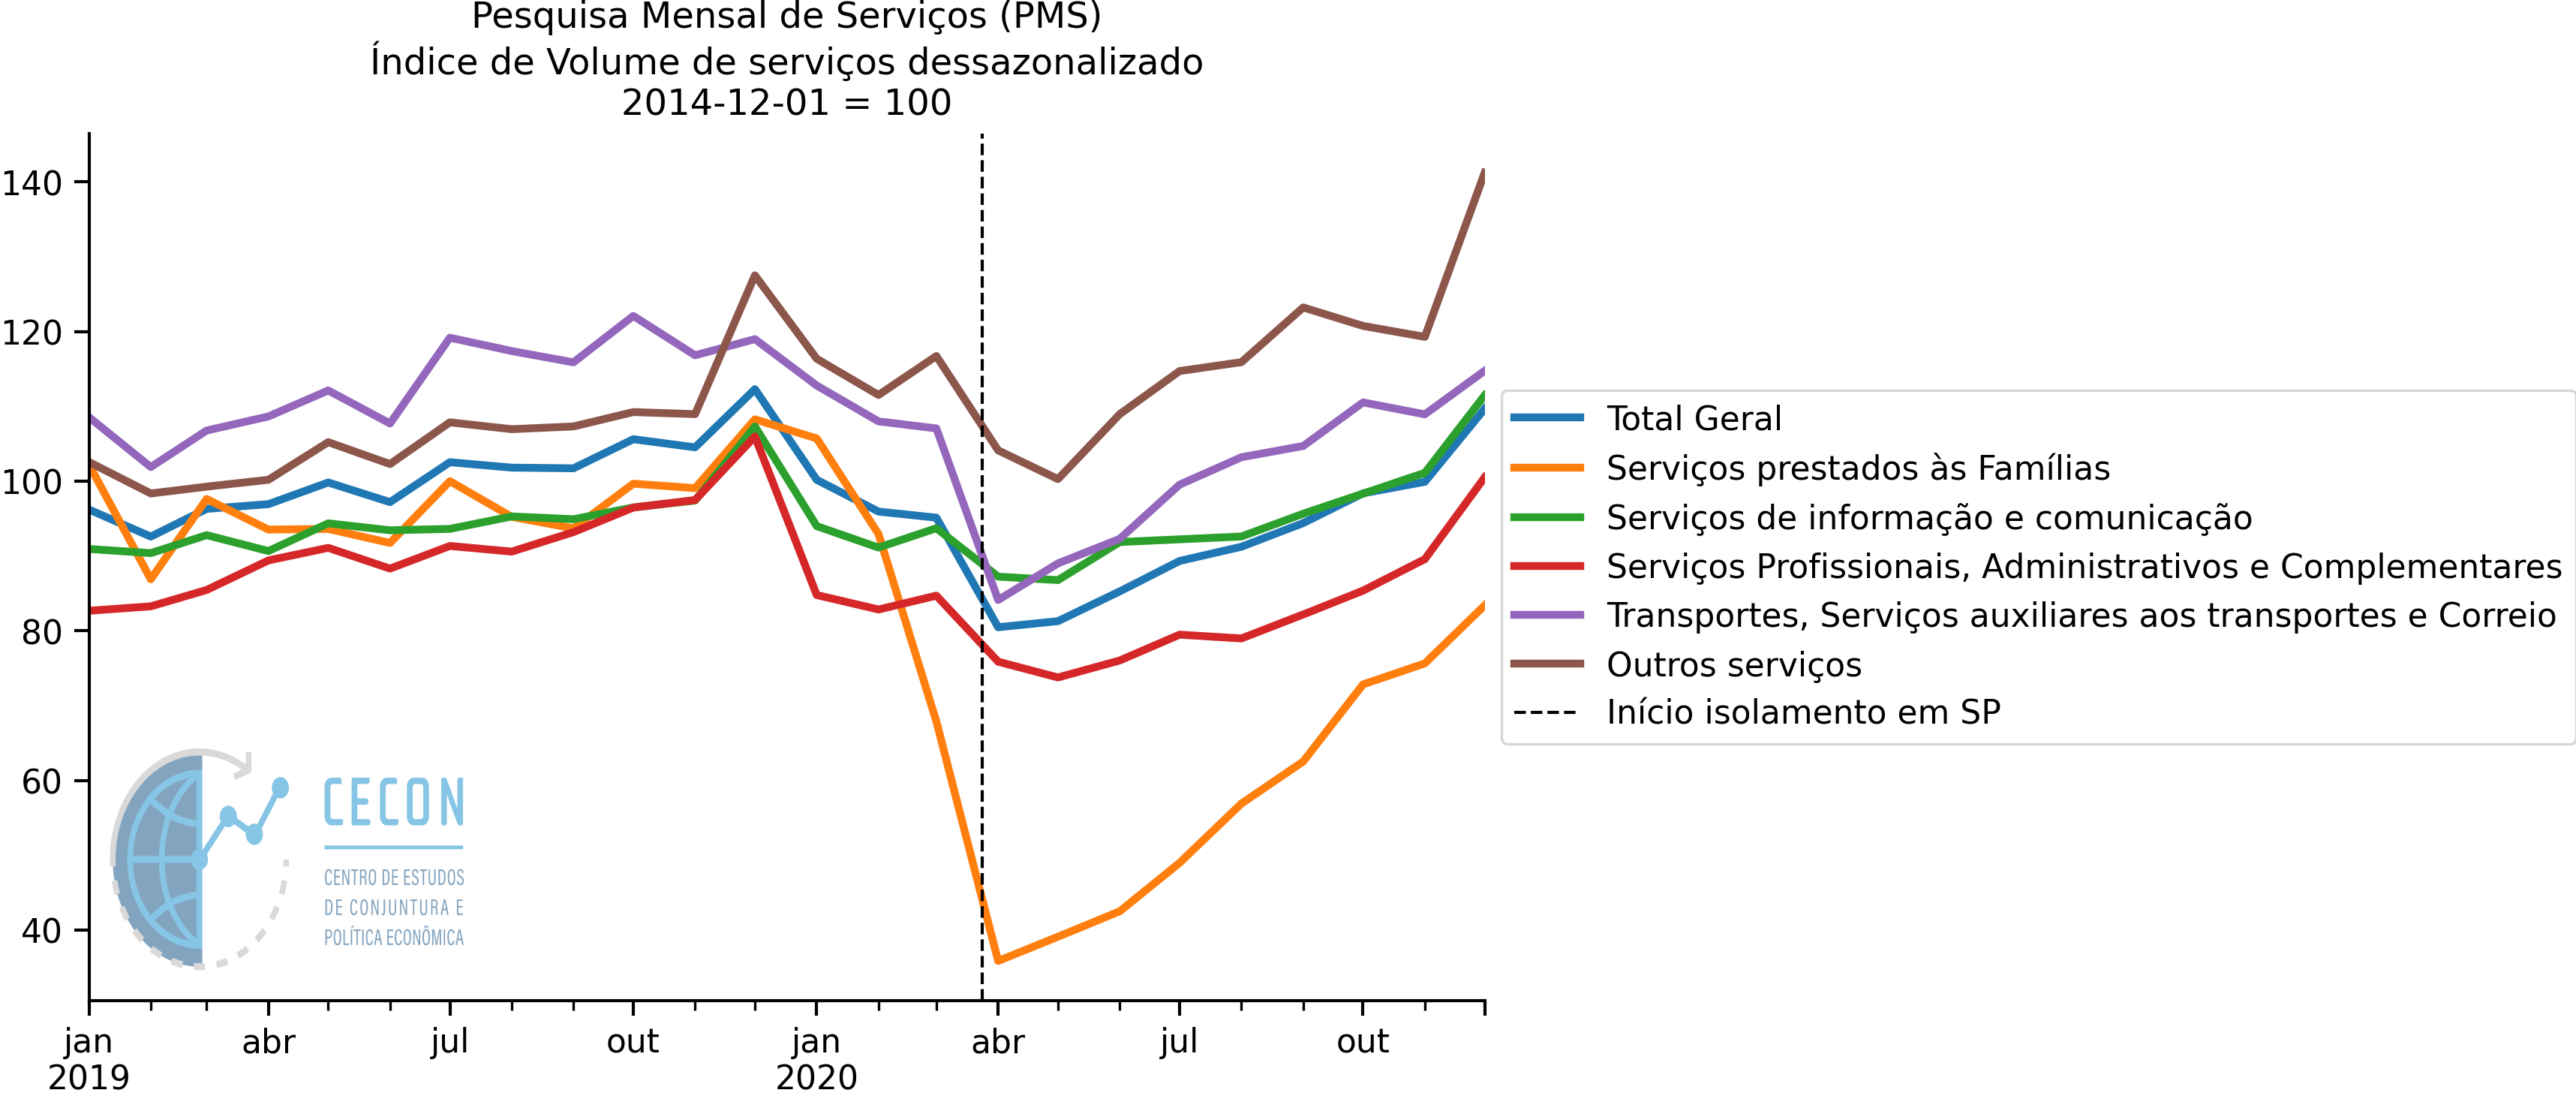 Pesquisa Mensal de Serviços (PMS)
Índice de Volume de serviços dessazonalizado
2014-12-01 = 100
140
120
100
80
60
40
jan
2019
abr
jul
out
jan
2020
abr
jul
out
Total Geral
Serviços prestados às Famílias
Serviços de informação e comunicação
Serviços Profissionais, Administrativos e Complementares
Transportes, Serviços auxiliares aos transportes e Correio
Outros serviços
Início isolamento em SP
CECON
CENTRO DE ESTUDOS
DE CONJUNTURA E
POLÍTICA ECONÔMICA